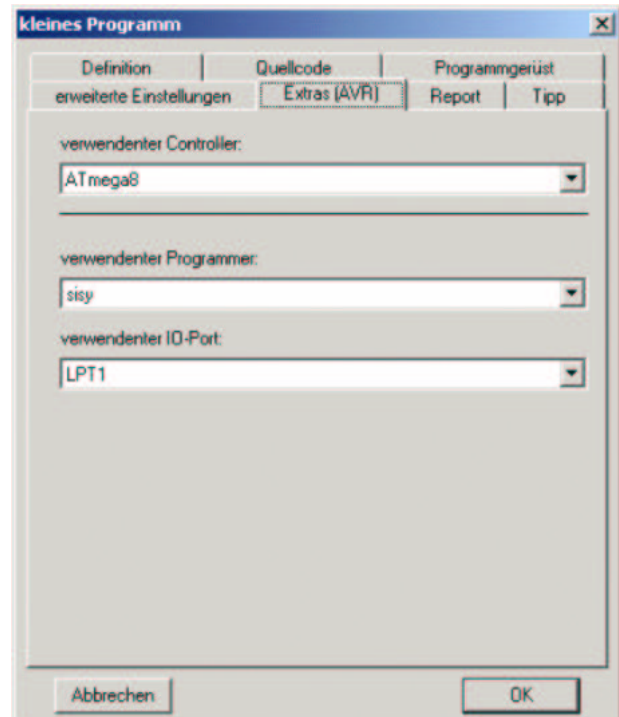 kleines Programm
Definition Quellcode Programmgerüst
erweiterte Einstellungen Extras (AVR) Report Tipp
verwendenter Controller:
ATmega8
verwendenter Programmer:
sisy
verwendenter IO-Port:
LPT1
Abbrechen OK